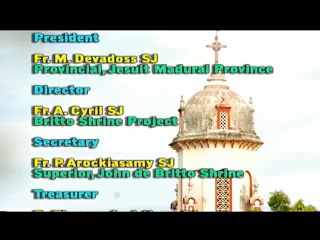 President
Fr. M. Devadoss SJ
Provincial, Jesuit Madurai Province
Director
Fr. A. Cyril SJ
Britto Shrine Project
Secretary
Fr. P. Arockiasamy SJ
Superior, John de Britto Shrine
Treasurer